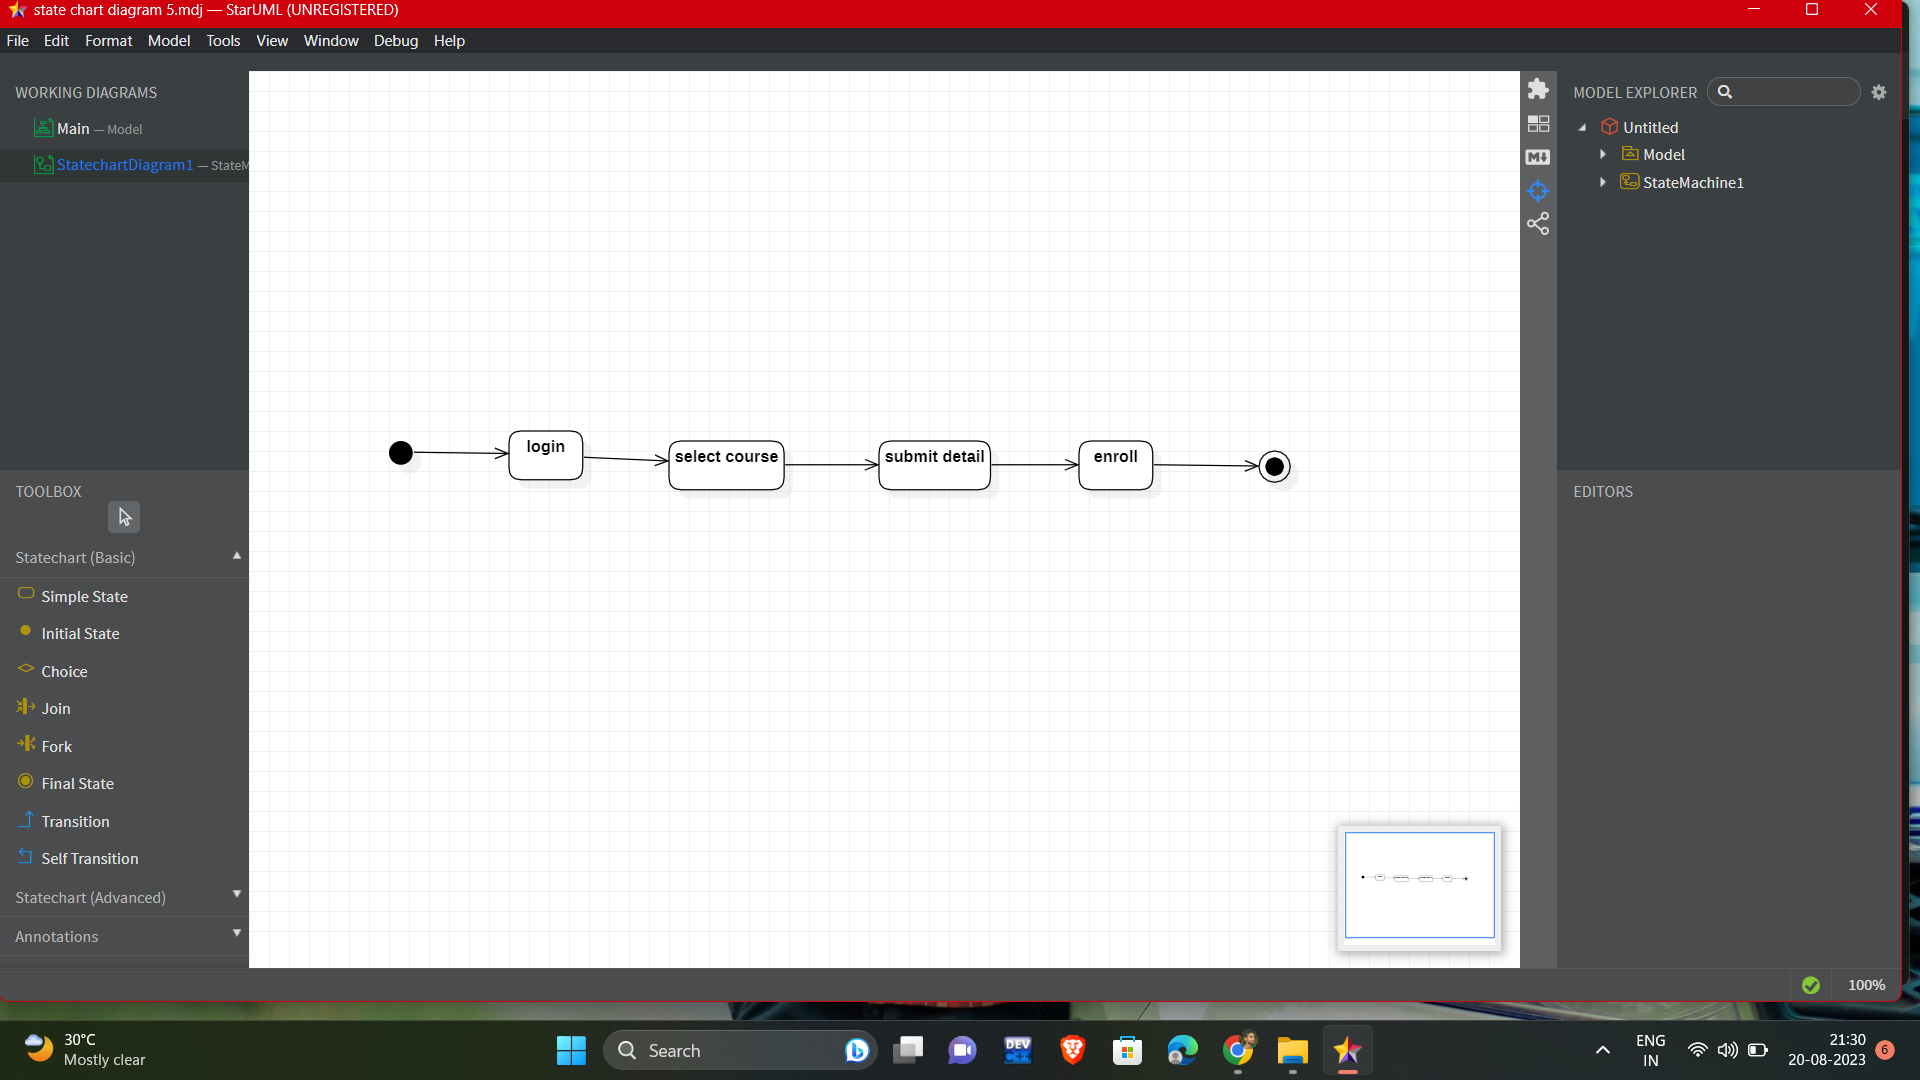 state chart diagram 5.mdj — StarUML (UNREGISTERED)
File Edit Format Model Tools View Window Debug Help
WORKING DIAGRAMS
Main — Model
StatechartDiagram1 — StateM
TOOLBOX
Statechart (Basic)
Simple State
Initial State
Choice
Join
Fork
Final State
Transition
Self Transition
Statechart (Advanced)
Annotations
login
select course
submit detail
enroll
MODEL EXPLORER
Untitled
Model
StateMachine1
EDITORS
100%
30°C
Mostly clear
Search
DEV
C++
ENG
IN
21:30
20-08-2023
6